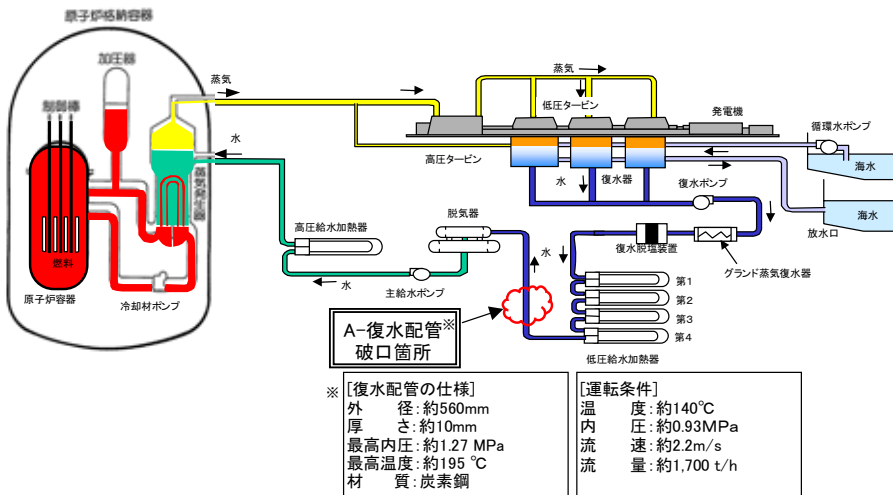 原子炉格納容器
加圧器
制御棒
蒸気
蒸気
低圧タービン
発電機
循環水ポンプ
水
高圧タービン
海水
蒸気発生器
水
復水器
復水ポンプ
海水
放水口
高圧給水加熱器
脱気器
復水脱塩装置
グランド蒸気復水器
燃料
水
水
第1
第2
第3
第4
原子炉容器
冷却材ポンプ
主給水ポンプ
A-復水配管※
破口箇所
低圧給水加熱器
※
[復水配管の仕様]
外 径:約560mm
厚 さ:約10mm
最高内圧:約1.27 MPa
最高温度:約195 ℃
材 質:炭素鋼
[運転条件]
温 度:約140℃
内 圧:約0.93MPa
流 速:約2.2m/s
流 量:約1,700 t/h